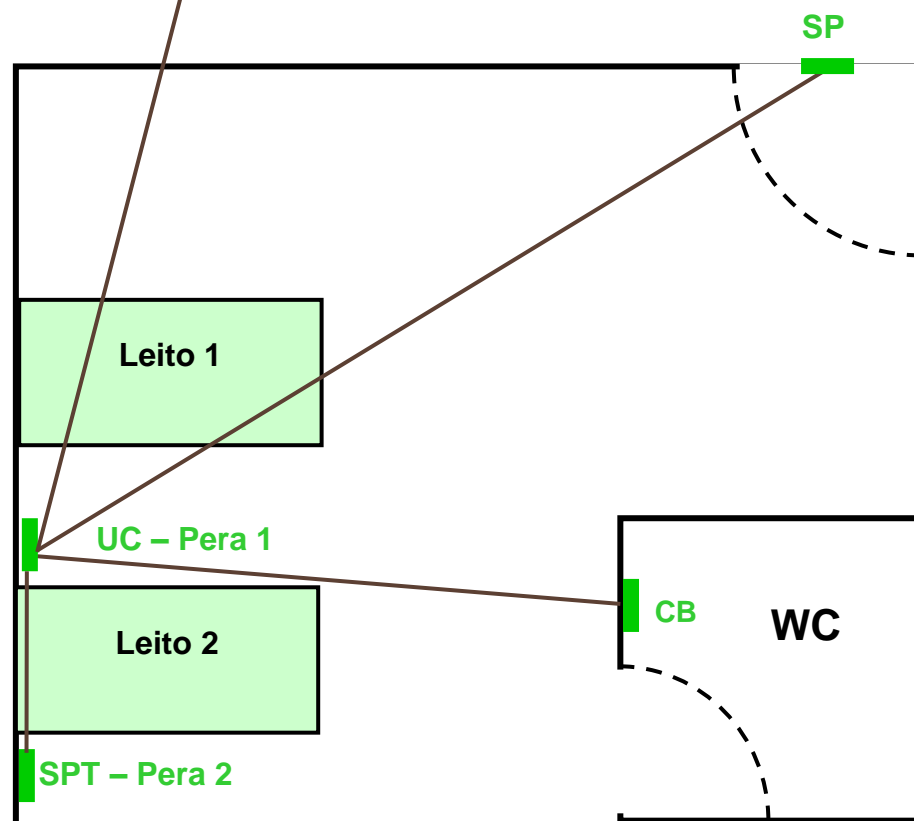 SP
Leito 1
UC – Pera 1
CB
WC
Leito 2
SPT – Pera 2